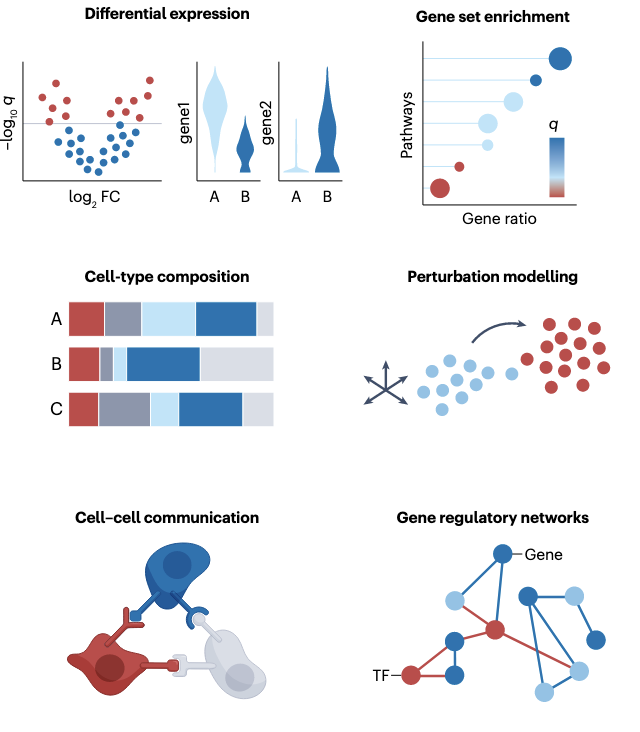 Differential expression
–log₁₀ q
log₂ FC
gene1
A B
gene2
A B
Gene set enrichment
Pathways
q
Gene ratio
Cell-type composition
A
B
C
Perturbation modelling
Cell–cell communication
Gene regulatory networks
Gene
TF